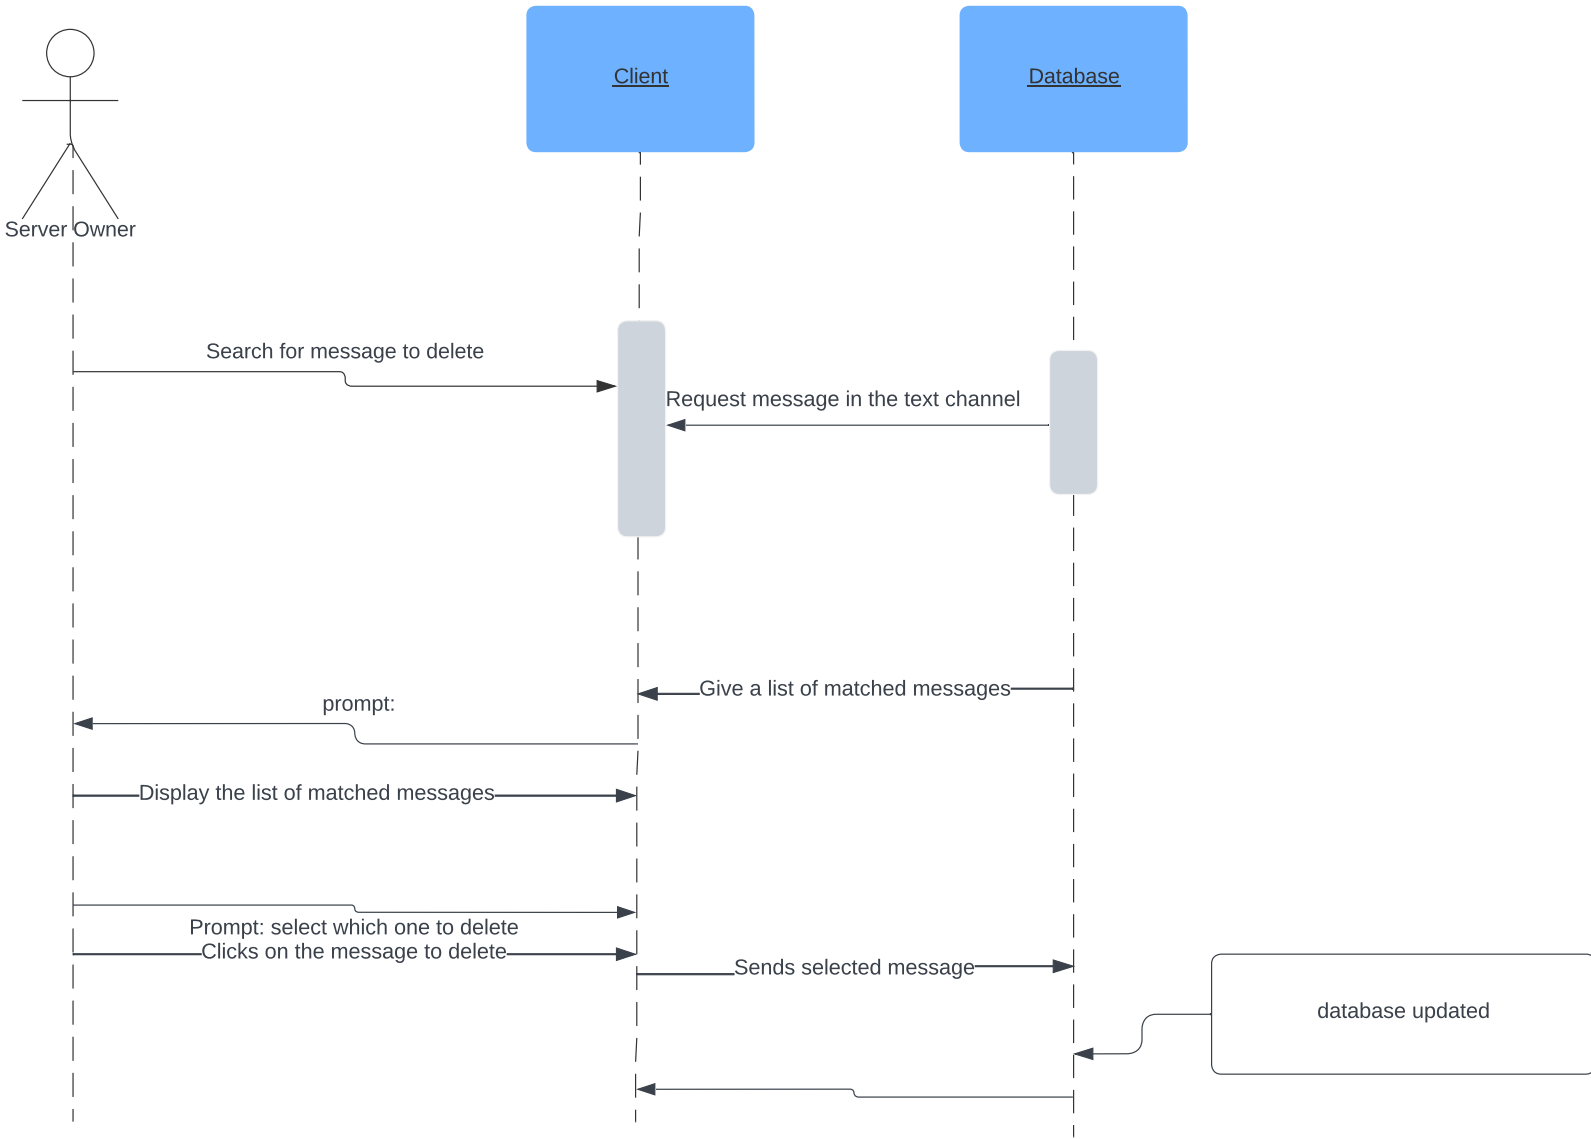 Client
Database
Server Owner
Search for message to delete
Request message in the text channel
Give a list of matched messages
prompt:
Display the list of matched messages
Prompt: select which one to delete
Clicks on the message to delete
Sends selected message
database updated